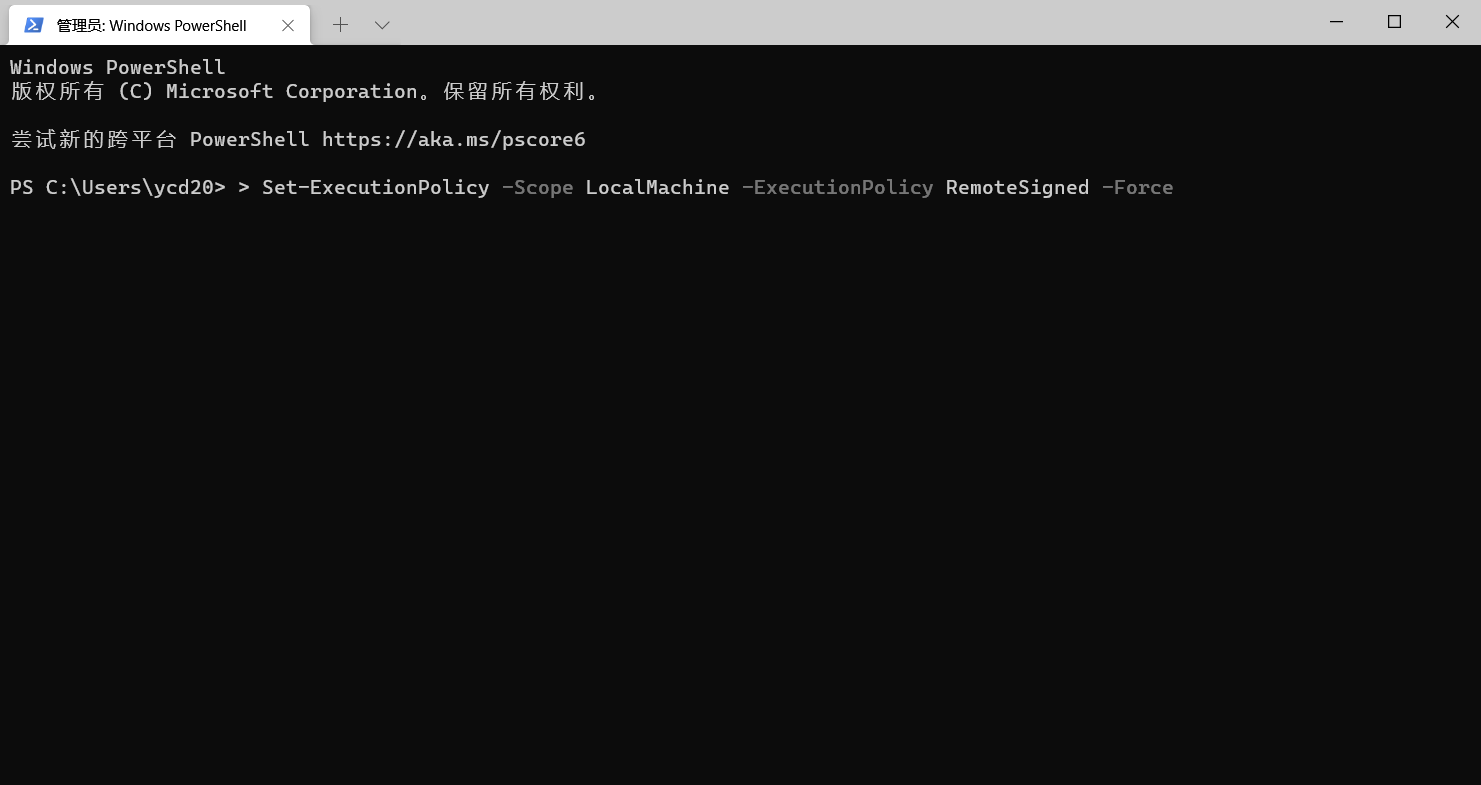 管理员: Windows PowerShell
Windows PowerShell
版权所有 (C) Microsoft Corporation。保留所有权利。
尝试新的跨平台 PowerShell https://aka.ms/pscore6
PS C:\Users\ycd20> > Set-ExecutionPolicy -Scope LocalMachine -ExecutionPolicy RemoteSigned -Force